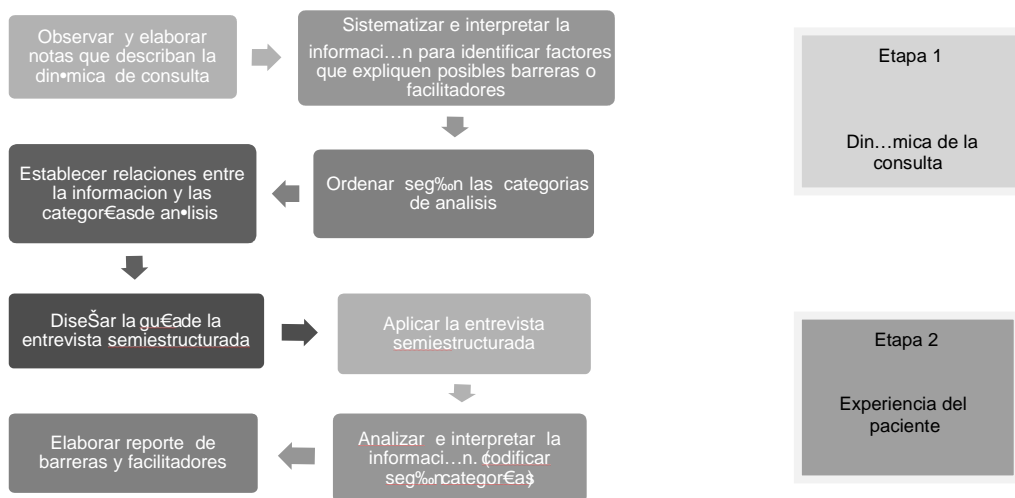 Observar y elaborar
notas que describan la
din•mica de consulta
Sistematizar e interpretar la
informaci…n para identificar factores
que expliquen posibles barreras o
facilitadores
Etapa 1
Din…mica de la
consulta
Establecer relaciones entre
la informacion y las
categor€asde an•lisis
Ordenar seg‰n las categorias
de analisis
DiseŠar la gu€ade la
entrevista semiestructurada
Aplicar la entrevista
semiestructurada
Etapa 2
Experiencia del
paciente
Elaborar reporte de
barreras y facilitadores
Analizar e interpretar la
informaci…n. (codificar
seg‰ncategor€as)